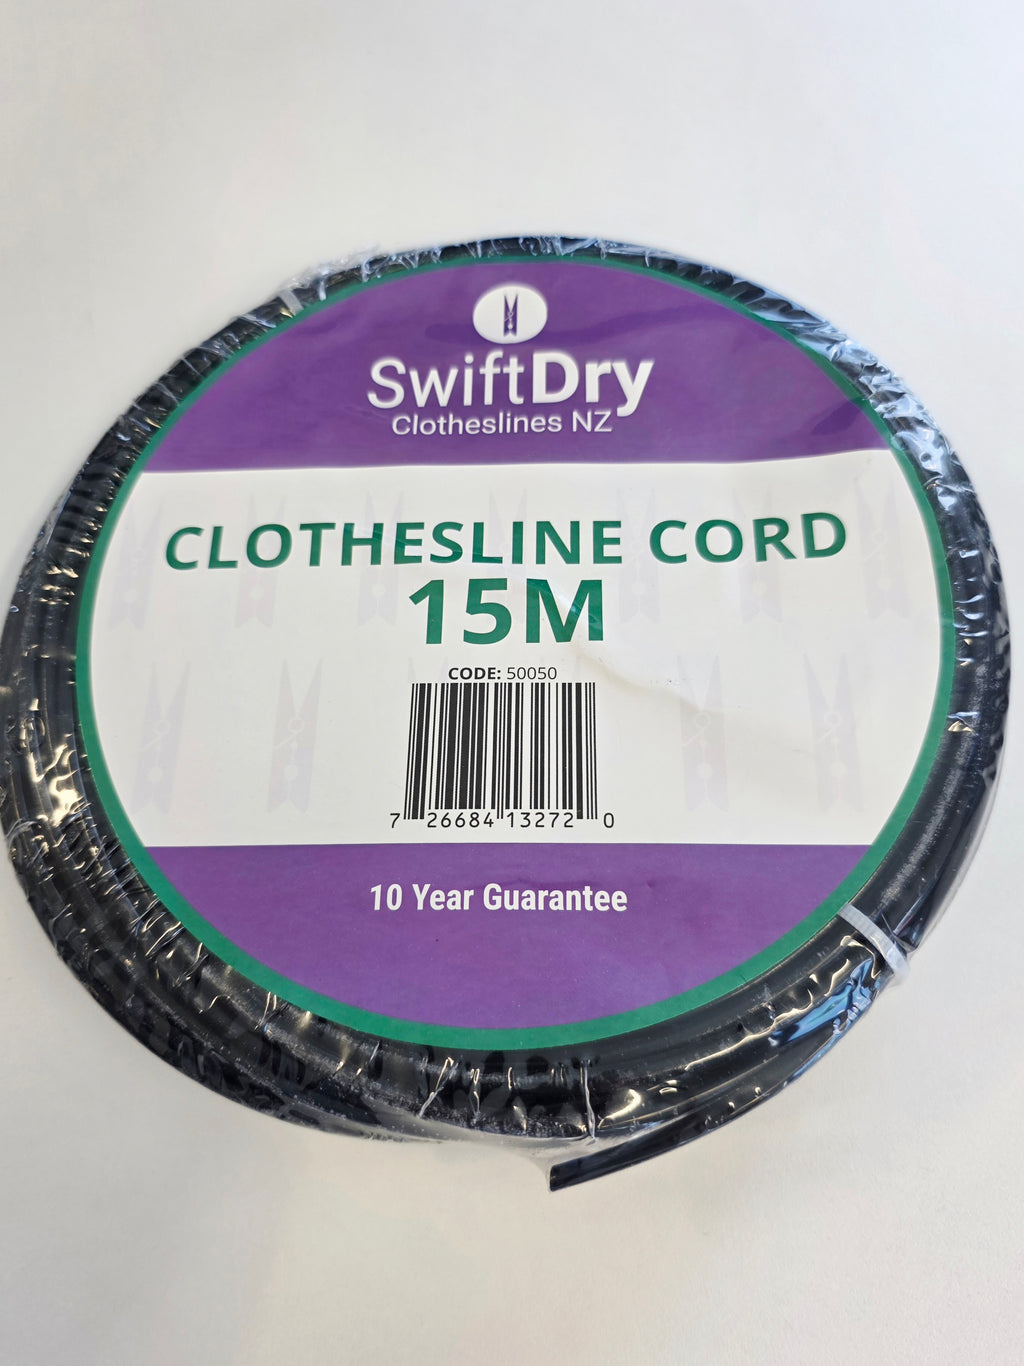 SwiftDry
Clotheslines NZ
CLOTHESLINE CORD
15M
CODE: 50050
7 26684 13272 0
10 Year Guarantee